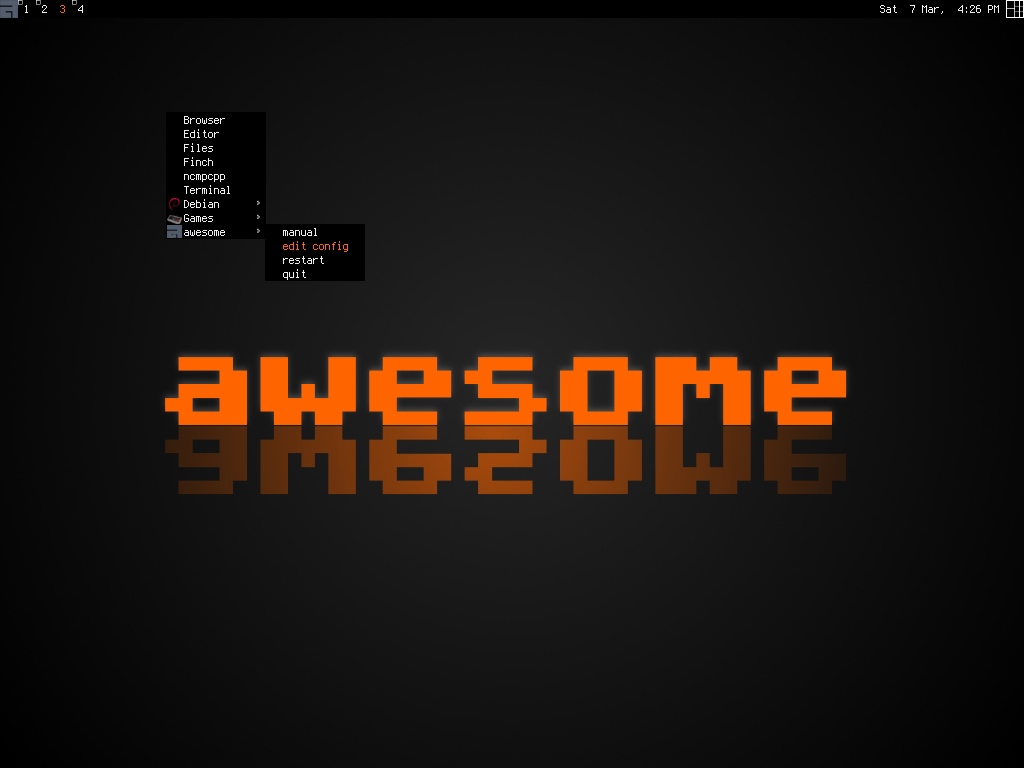 1 2 3 4 Sat 7 Mar, 4:26 PM
Browser
Editor
Files
Finch
ncmpcpp
Terminal
Debian
Games
awesome
manual
edit config
restart
quit
awesome